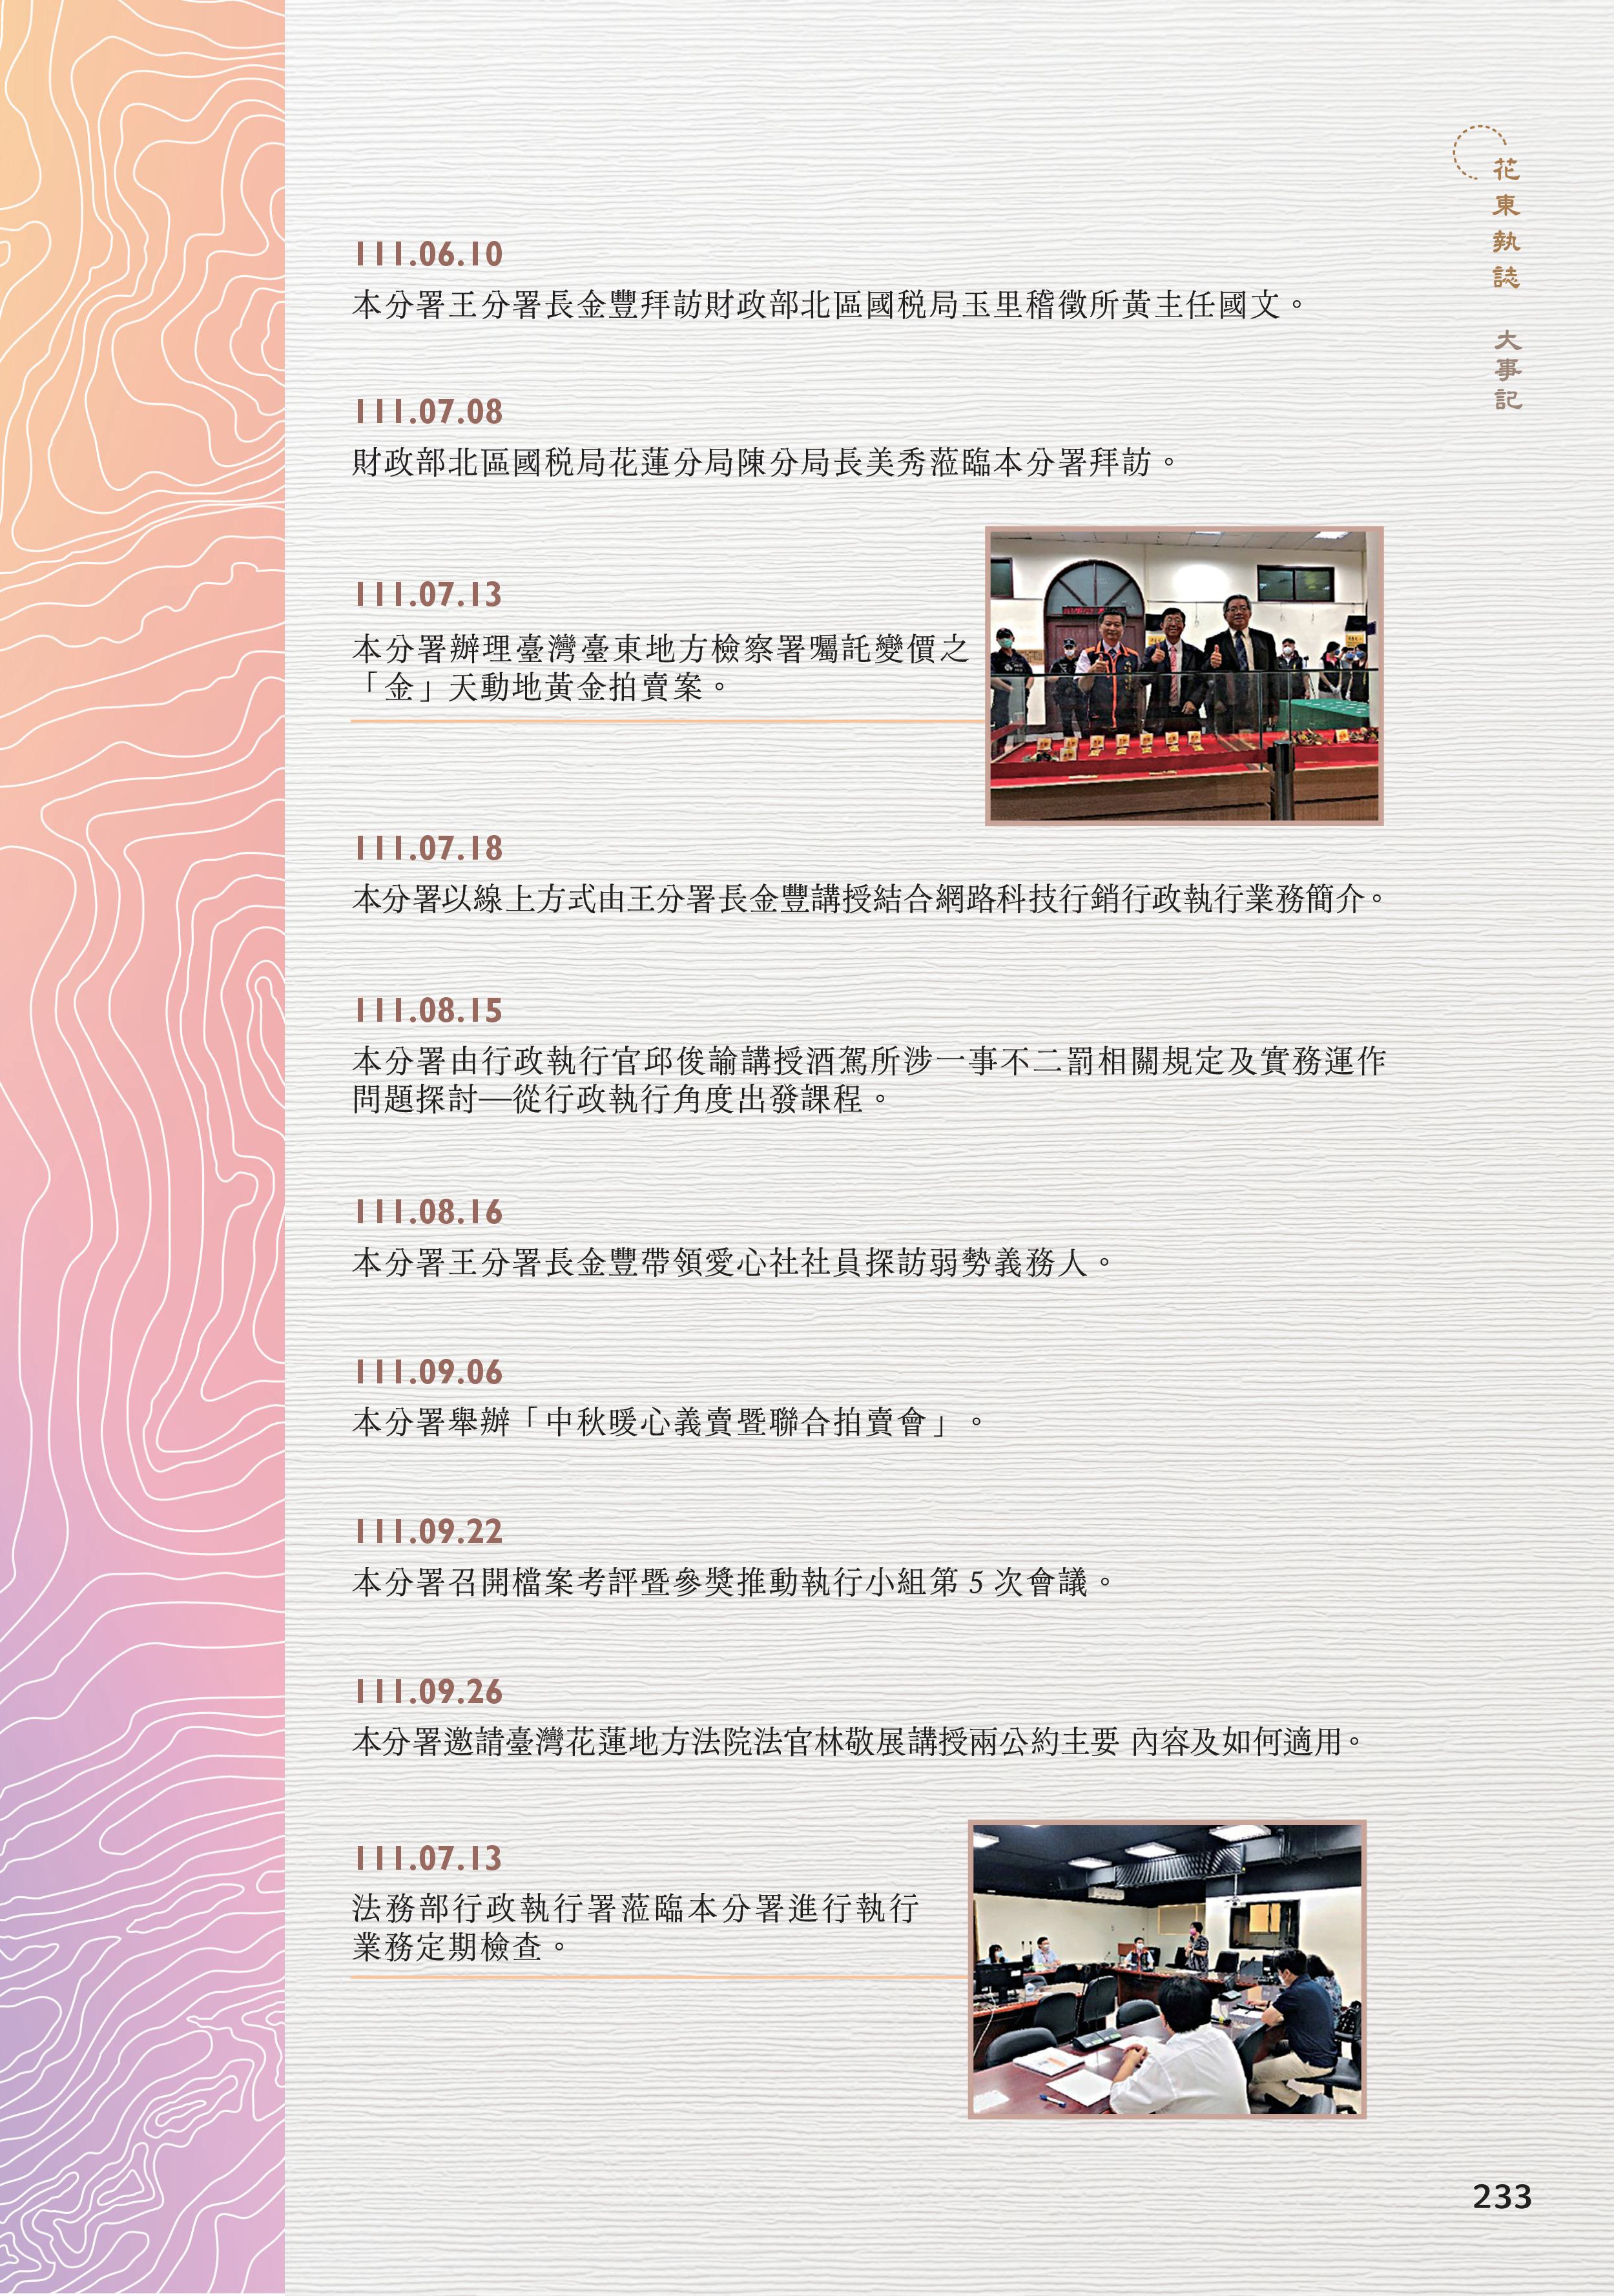 花東執誌 大事記
111.06.10
本分署王分署長金豐拜訪財政部北區國稅局玉里稽徵所黃主任國文。
111.07.08
財政部北區國稅局花蓮分局陳分局長美秀蒞臨本分署拜訪。
111.07.13
本分署辦理臺灣臺東地方檢察署囑託變價之
「金」天動地黃金拍賣案。
111.07.18
本分署以線上方式由王分署長金豐講授結合網路科技行銷行政執行業務簡介。
111.08.15
本分署由行政執行官邱俊諭講授酒駕所涉一事不二罰相關規定及實務運作
問題探討—從行政執行角度出發課程。
111.08.16
本分署王分署長金豐帶領愛心社社員探訪弱勢義務人。
111.09.06
本分署舉辦「中秋暖心義賣暨聯合拍賣會」。
111.09.22
本分署召開檔案考評暨參獎推動執行小組第 5 次會議。
111.09.26
本分署邀請臺灣花蓮地方法院法官林敬展講授兩公約主要 內容及如何適用。
111.07.13
法務部行政執行署蒞臨本分署進行執行
業務定期檢查。
233